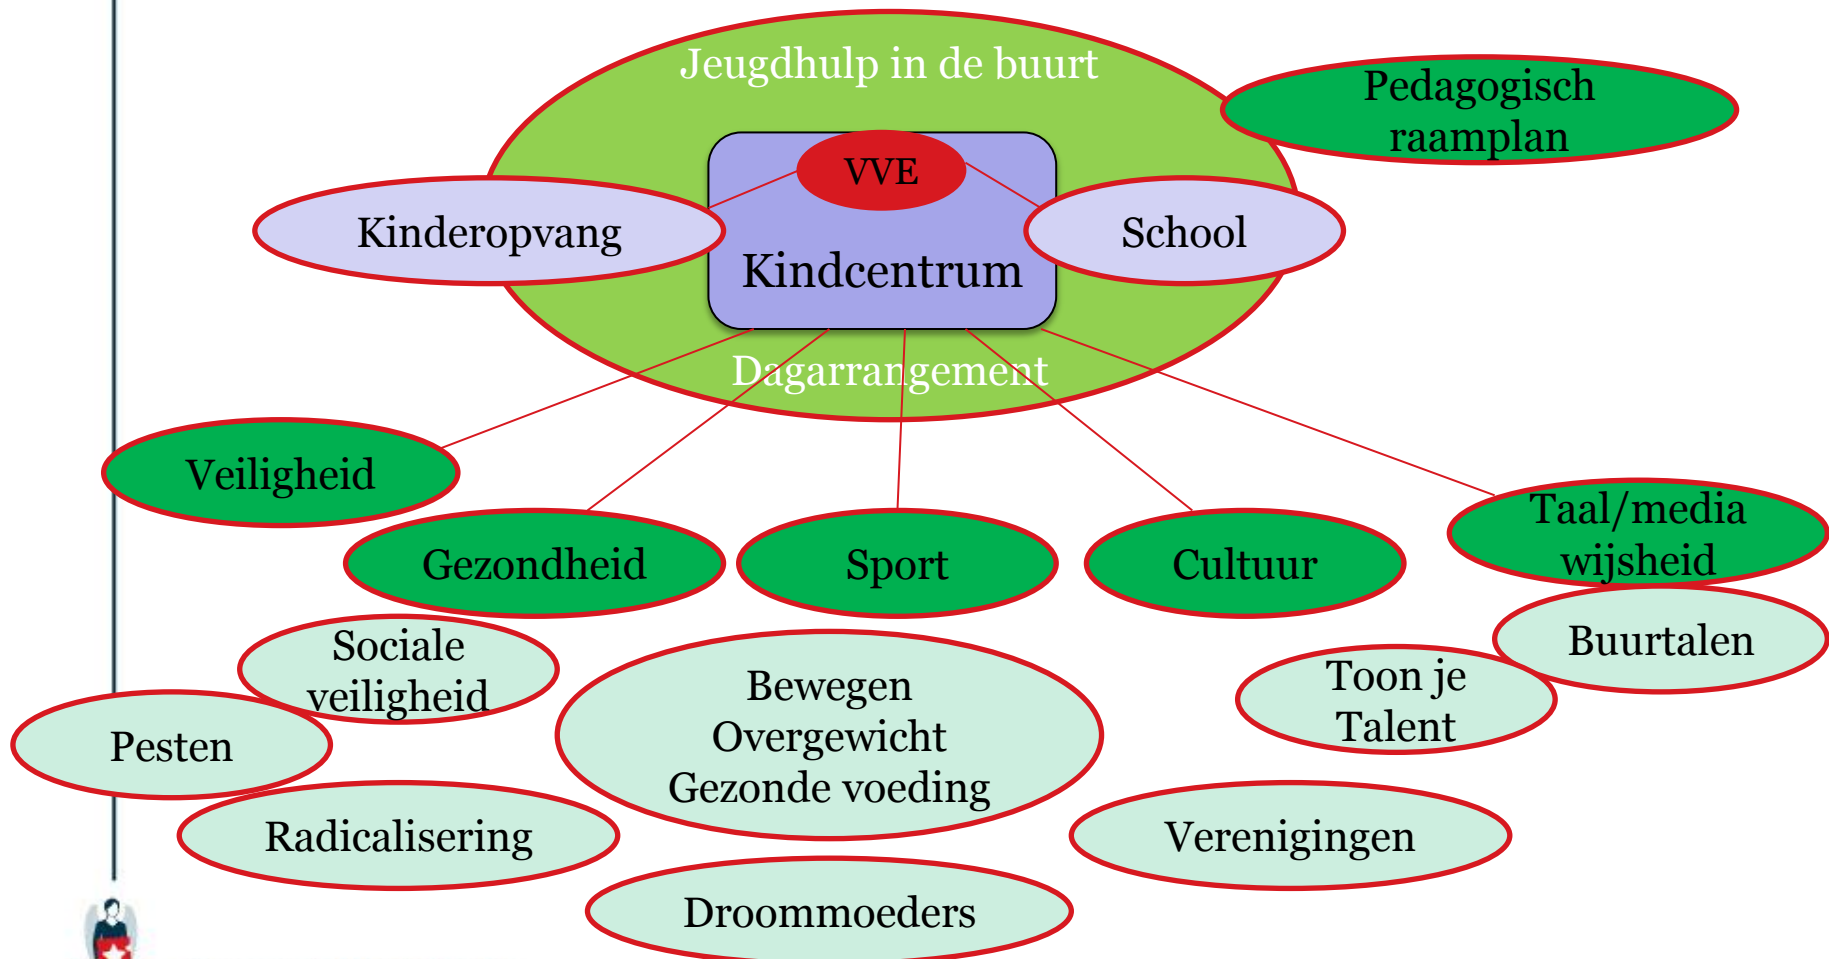 Jeugdhulp in de buurt
Pedagogisch
raamplan
VVE
Kinderopvang
School
Kindcentrum
Dagarrangement
Veiligheid
Gezondheid
Sport
Cultuur
Taal/media
wijsheid
Sociale
veiligheid
Buurtalen
Toon je
Talent
Bewegen
Overgewicht
Gezonde voeding
Pesten
Radicalisering
Verenigingen
Droommoeders